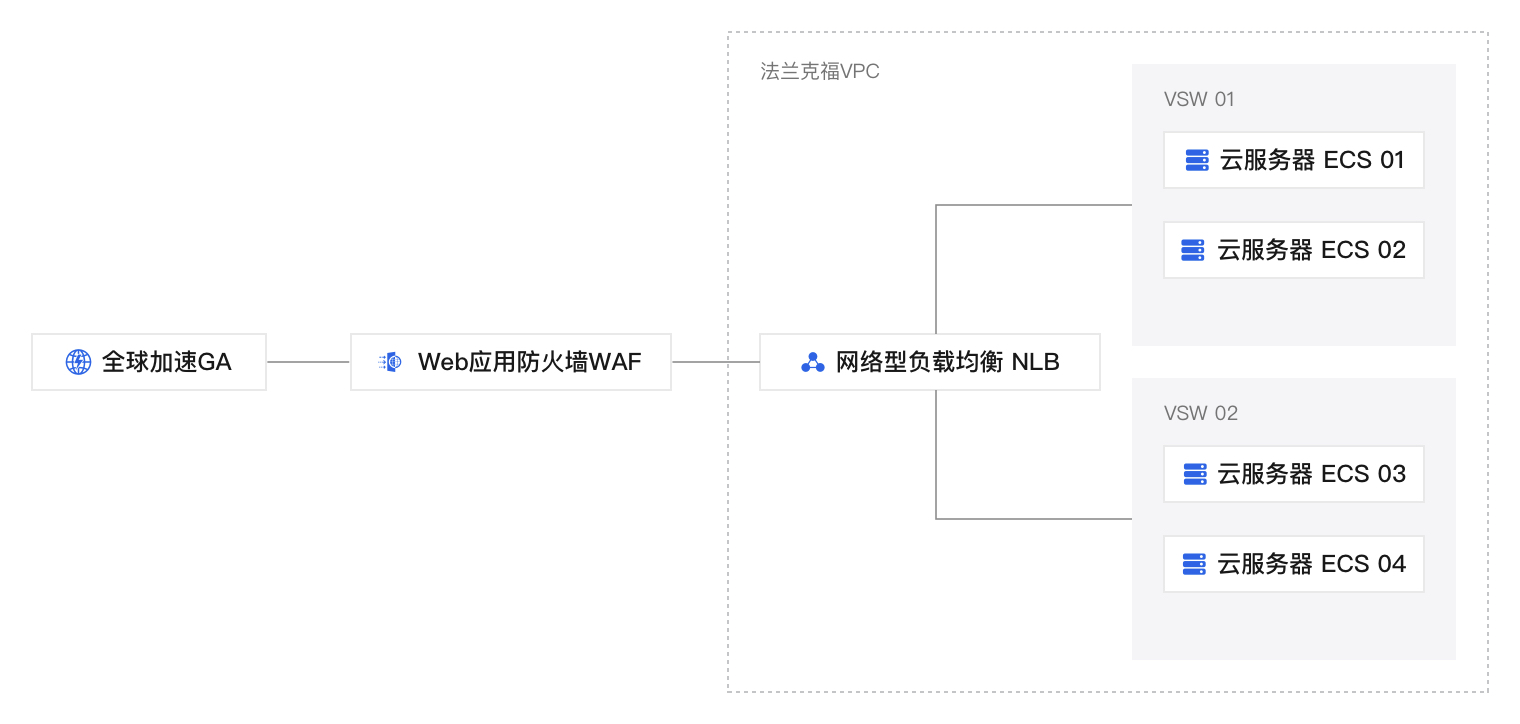 法兰克福VPC
VSW 01
云服务器 ECS 01
云服务器 ECS 02
全球加速GA
Web应用防火墙WAF
网络型负载均衡 NLB
VSW 02
云服务器 ECS 03
云服务器 ECS 04